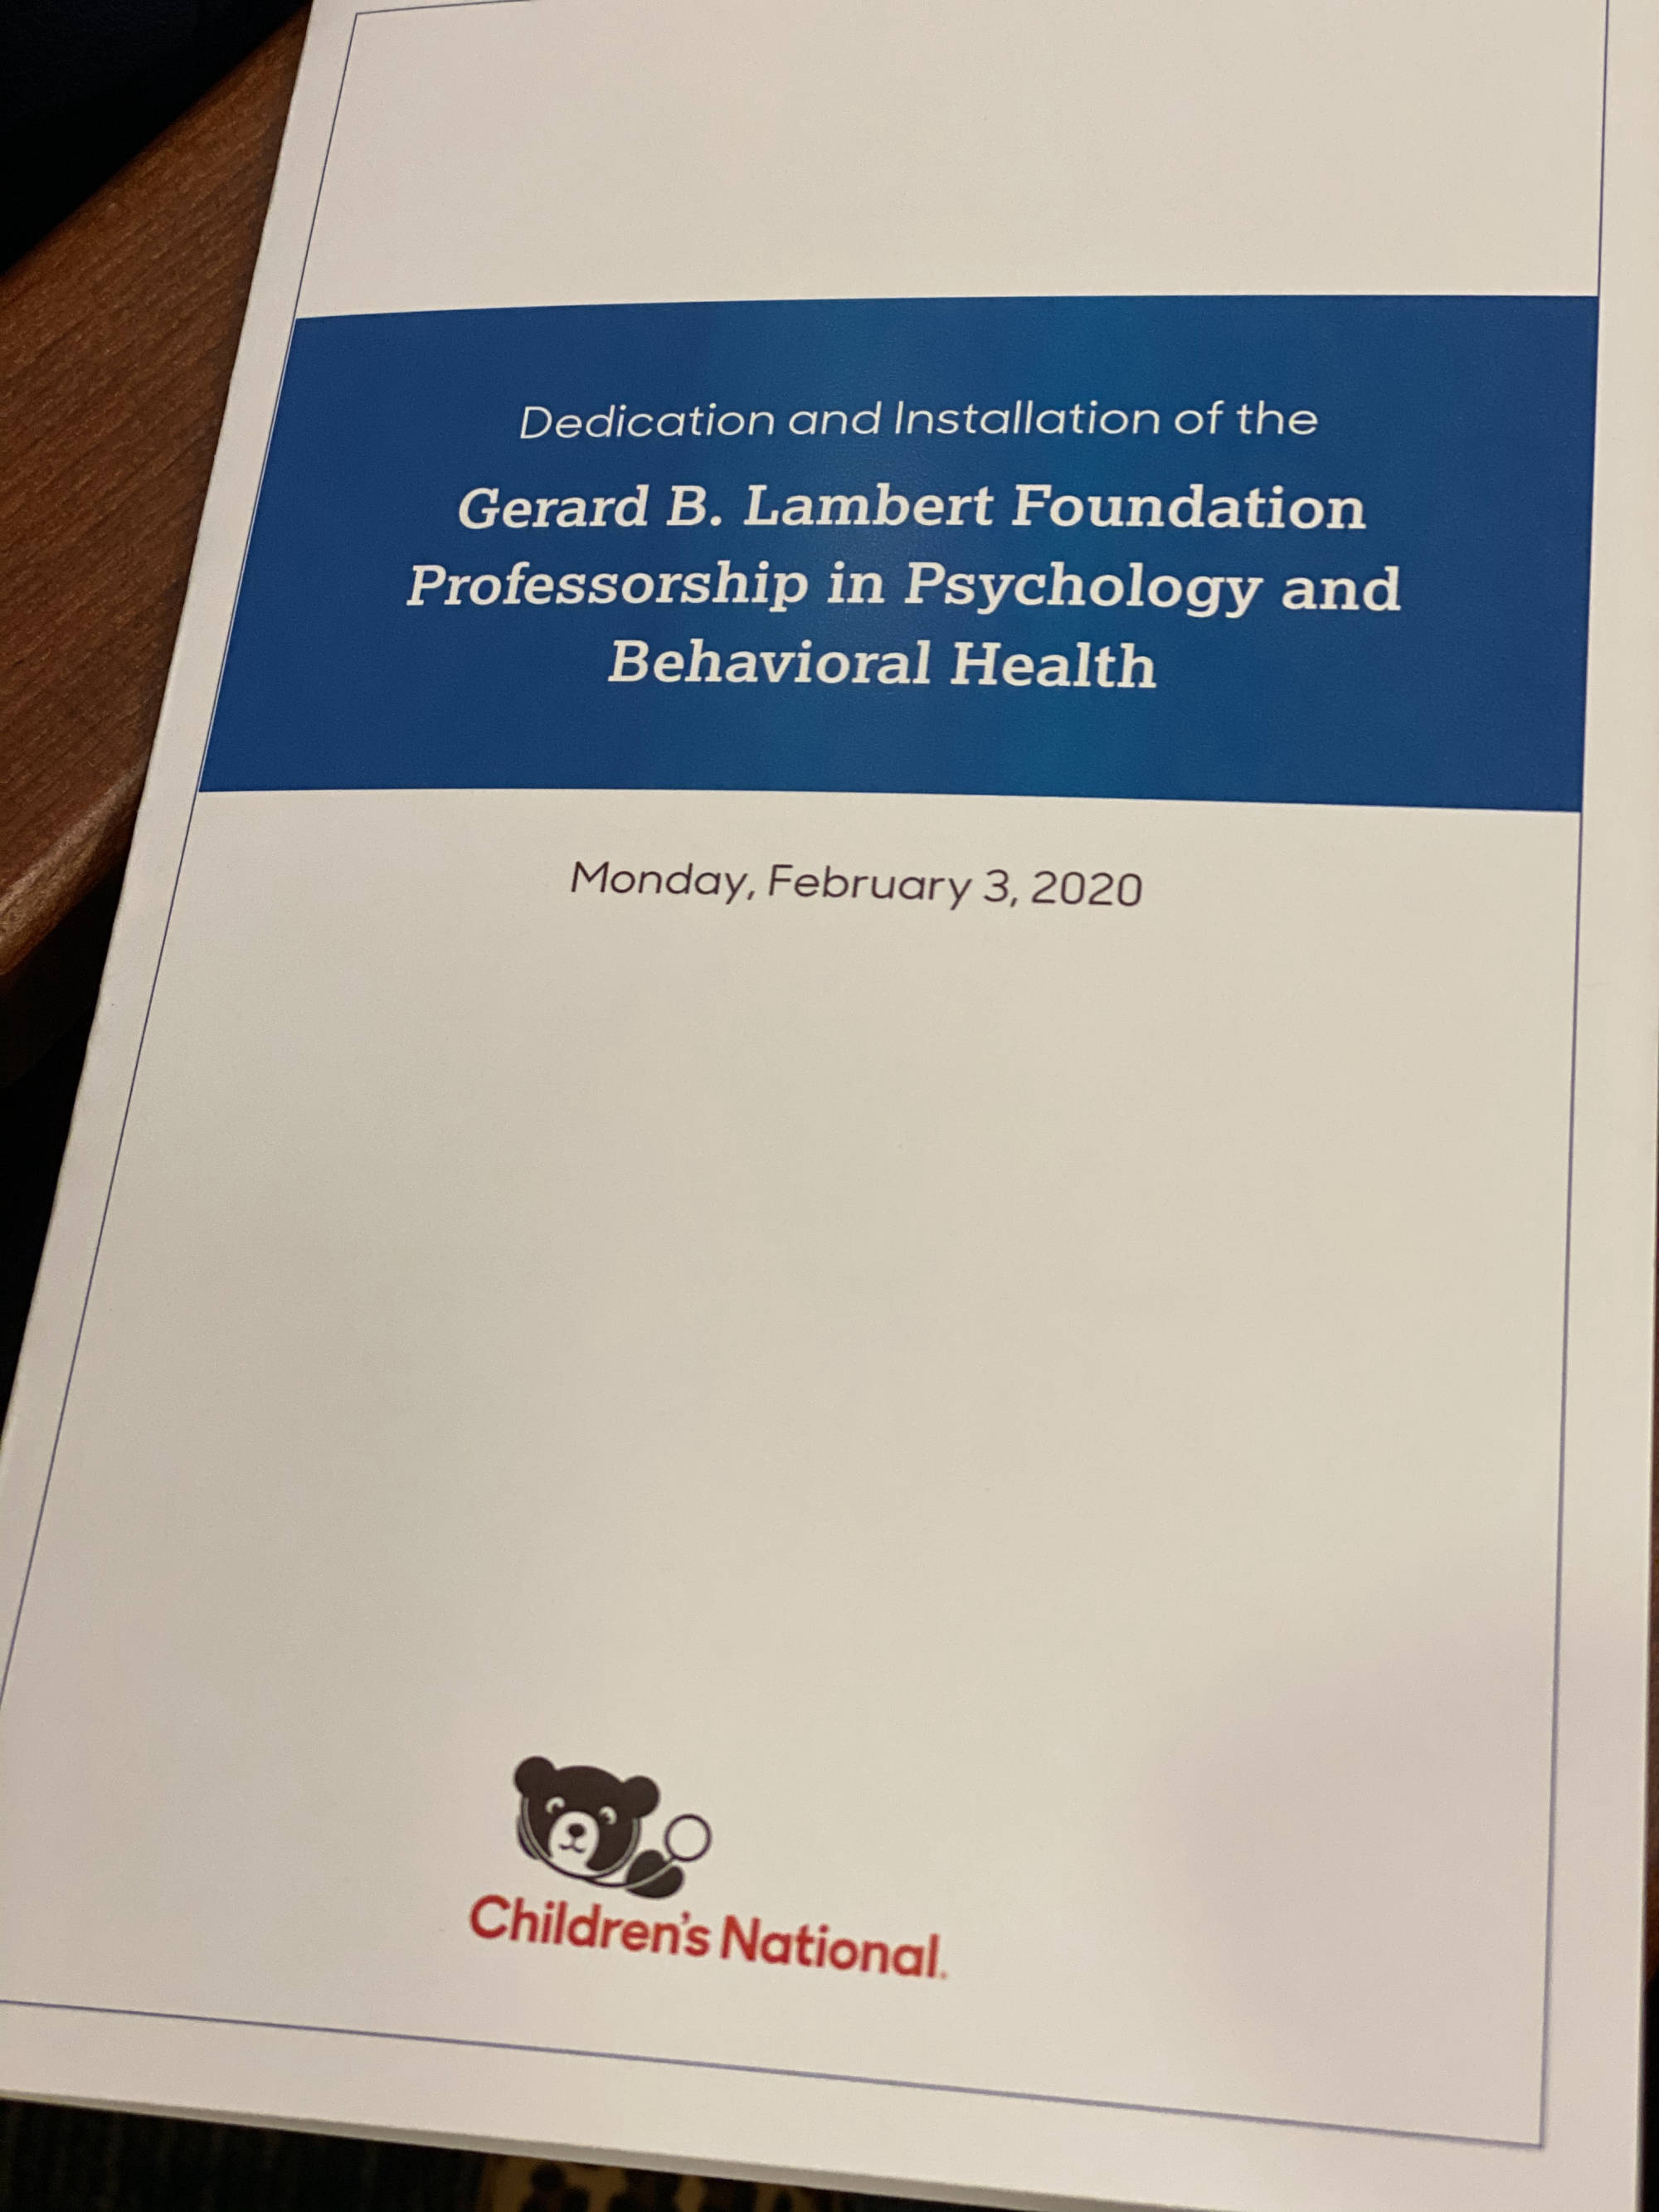 Dedication and Installation of the
Gerard B. Lambert Foundation
Professorship in Psychology and
Behavioral Health
Monday, February 3, 2020
Children's National.